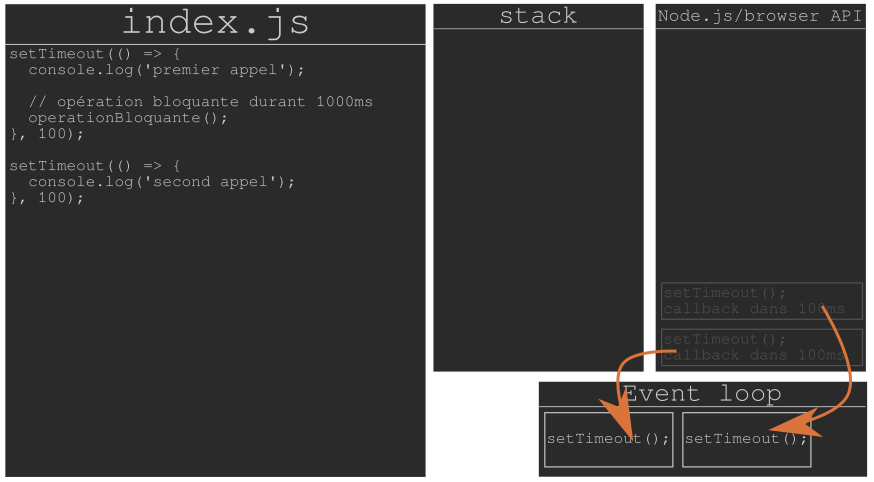 index.js
setTimeout(() => {
  console.log('premier appel');
  // opération bloquante durant 1000ms
  operationBloquante();
}, 100);
setTimeout(() => {
  console.log('second appel');
}, 100);
stack
Node.js/browser API
setTimeout();
callback dans 100ms
setTimeout();
callback dans 100ms
Event loop
setTimeout();
setTimeout();